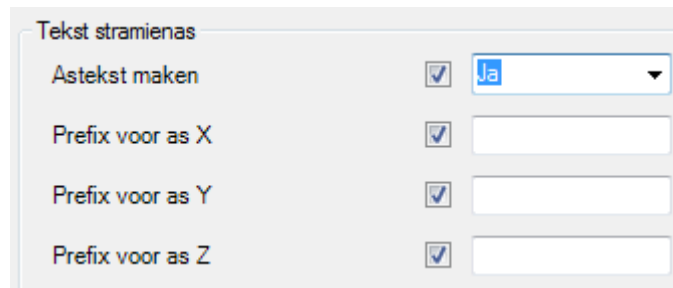 Tekst stramienas
Astekst maken Ja
Prefix voor as X
Prefix voor as Y
Prefix voor as Z